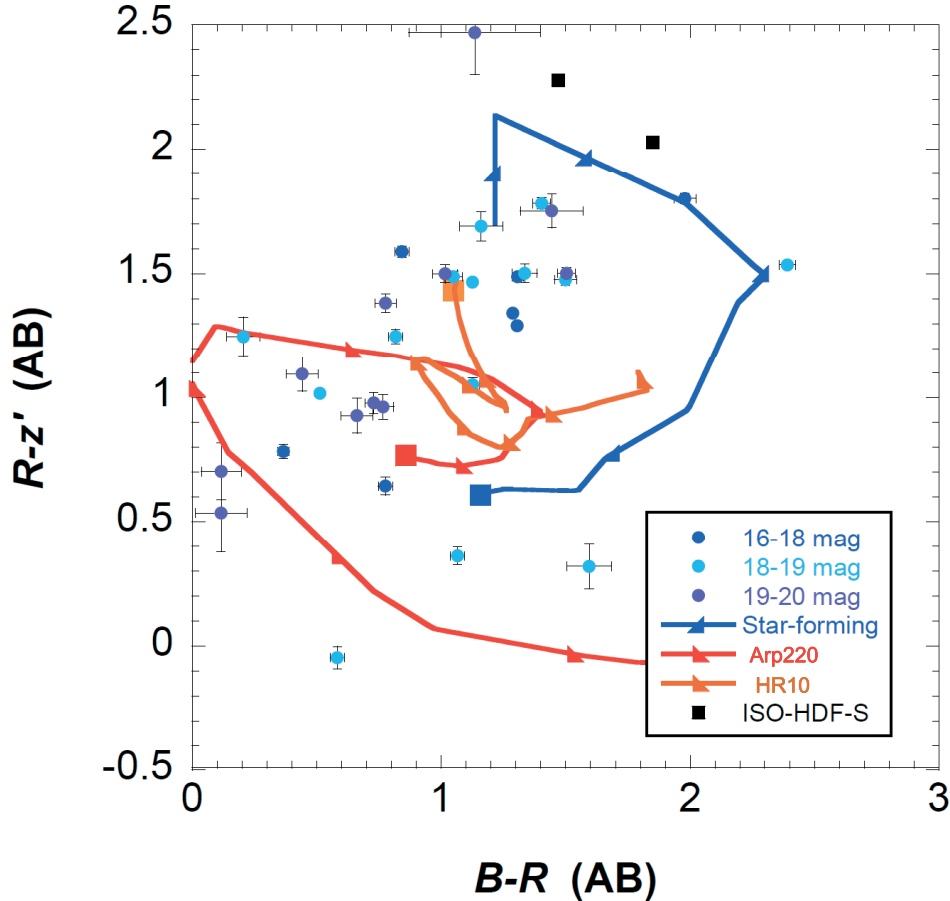 2.5
2
1.5
1
0.5
0
-0.5
R-z' (AB)
0
1
2
3
B-R (AB)
16-18 mag
18-19 mag
19-20 mag
Star-forming
Arp220
HR10
ISO-HDF-S